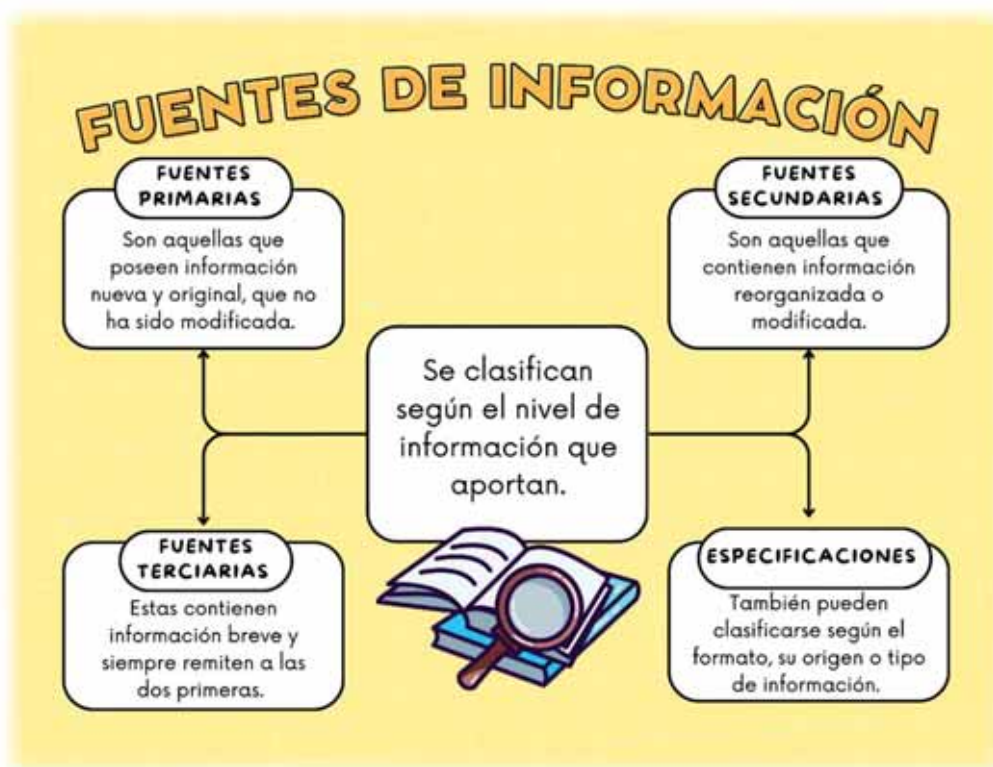 FUENTES DE INFORMACIÓN
FUENTES
PRIMARIAS
Son aquellas que
poseen información
nueva y original, que no
ha sido modificada.
FUENTES
SECUNDARIAS
Son aquellas que
contienen información
reorganizada o
modificada.
Se clasifican
según el nivel de
información que
aportan.
FUENTES
TERCIARIAS
Estas contienen
información breve y
siempre remiten a las
dos primeras.
ESPECIFICACIONES
También pueden
clasificarse según el
formato, su origen o tipo
de información.